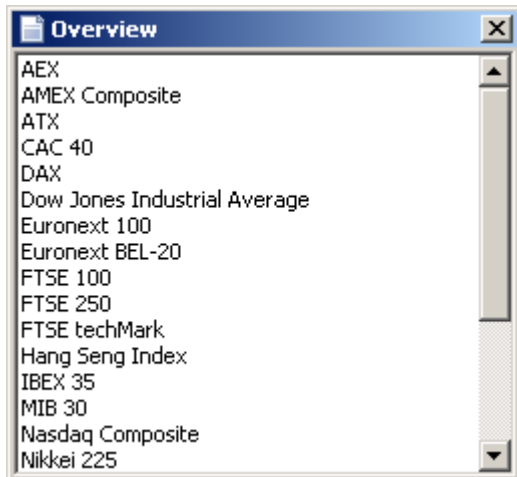 Overview
AEX
AMEX Composite
ATX
CAC 40
DAX
Dow Jones Industrial Average
Euronext 100
Euronext BEL-20
FTSE 100
FTSE 250
FTSE techMark
Hang Seng Index
IBEX 35
MIB 30
Nasdaq Composite
Nikkei 225